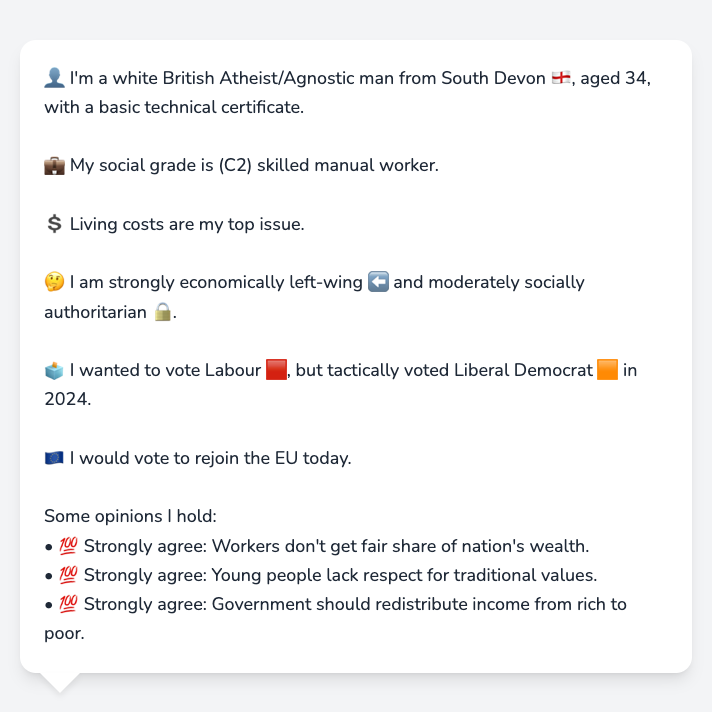 👤 I'm a white British Atheist/Agnostic man from South Devon 🏴󠁧󠁢󠁥󠁮󠁧󠁿, aged 34,
with a basic technical certificate.
💼 My social grade is (C2) skilled manual worker.
💲 Living costs are my top issue.
🤔 I am strongly economically left-wing ⬅️ and moderately socially
authoritarian 🔒.
🗳️ I wanted to vote Labour 🟥, but tactically voted Liberal Democrat 🟧 in
2024.
🇪🇺 I would vote to rejoin the EU today.
Some opinions I hold:
• 💯 Strongly agree: Workers don't get fair share of nation's wealth.
• 💯 Strongly agree: Young people lack respect for traditional values.
• 💯 Strongly agree: Government should redistribute income from rich to
poor.